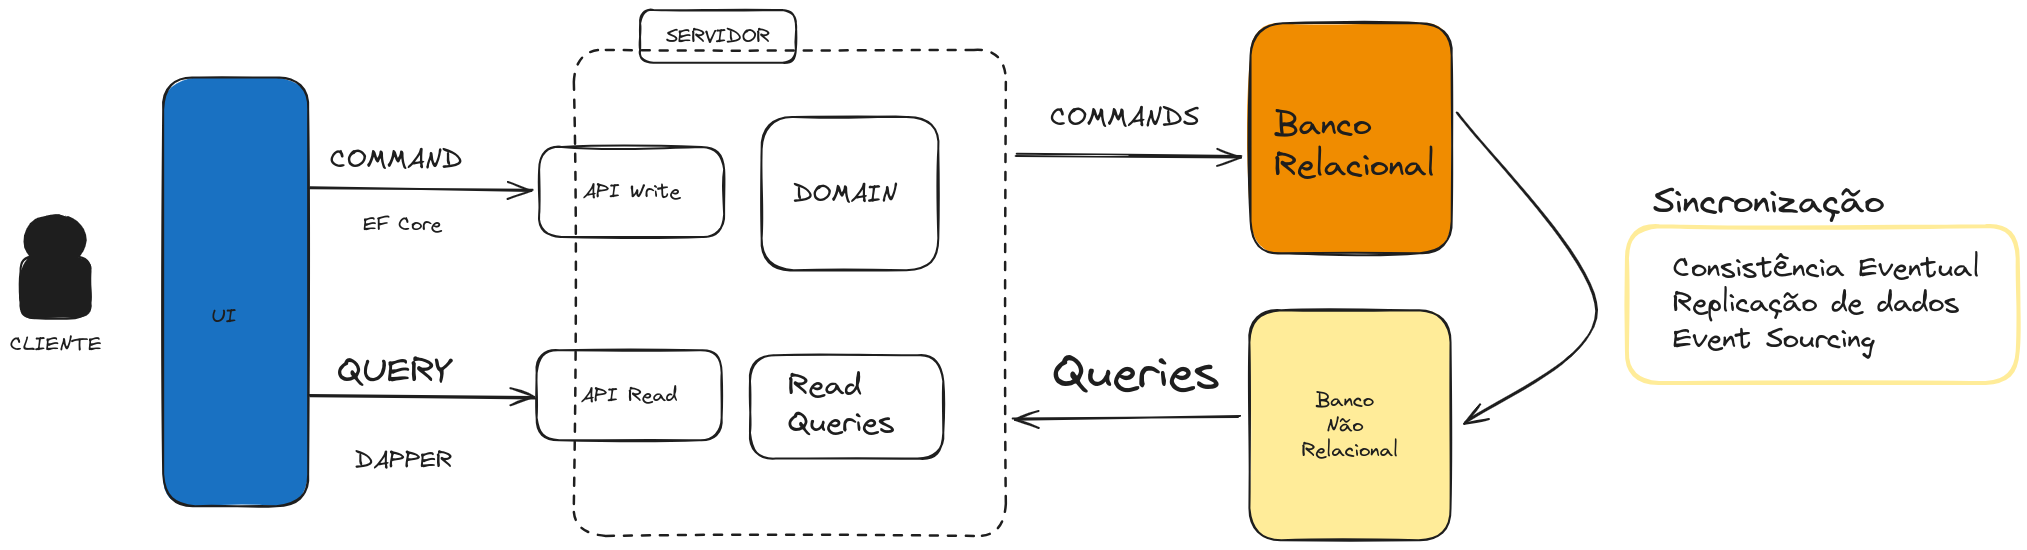 SERVIDOR
COMMAND
EF Core
API Write
DOMAIN
COMMANDS
Banco
Relacional
Sincronização
Consistência Eventual
Replicação de dados
Event Sourcing
CLIENTE
UI
QUERY
DAPPER
API Read
Read
Queries
Queries
Banco
Não
Relacional